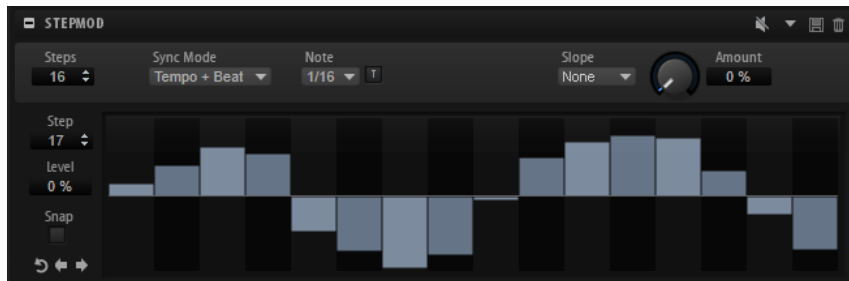 STEPMOD
Steps Sync Mode Note Slope Amount
16 Tempo + Beat 1/16 T None 0 %
Step
17
Level
0 %
Snap